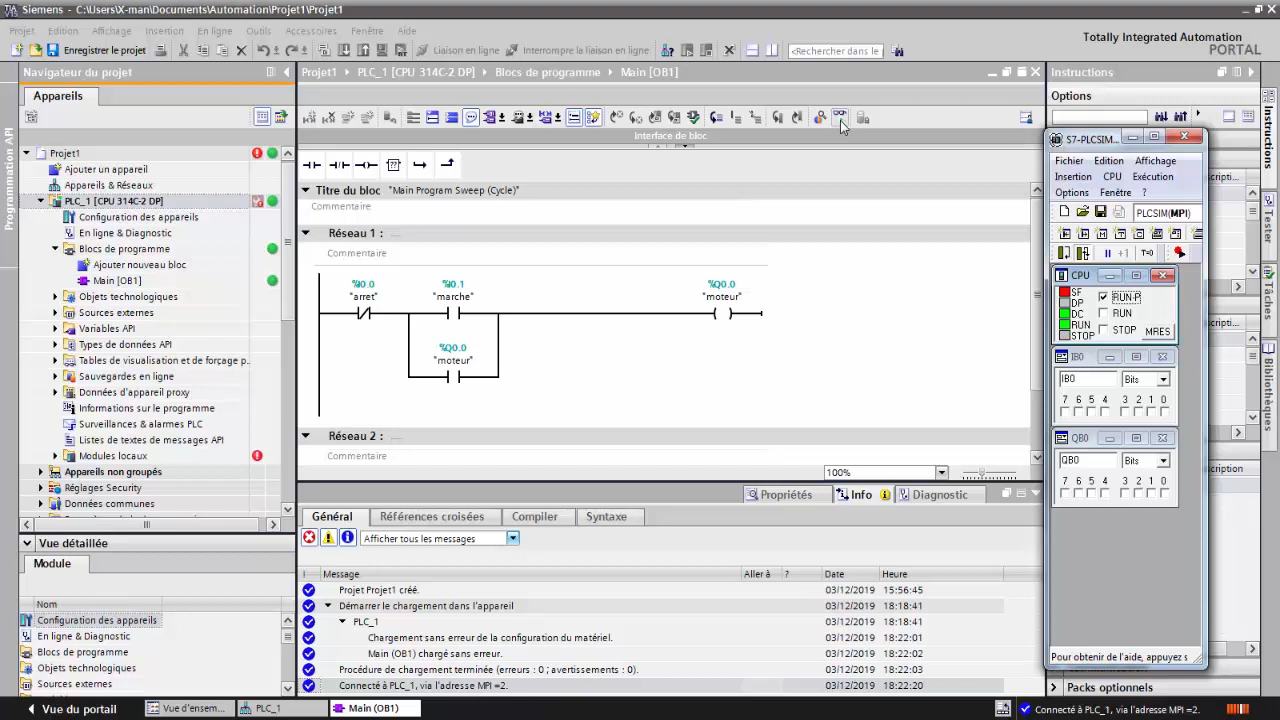 Siemens - C:\Users\X-man\Documents\Automation\Projet1\Projet1
Projet Edition Affichage Insertion En ligne Outils Accessoires Fenêtre Aide
Totally Integrated Automation
PORTAL
Enregistrer le projet
Liaison en ligne
Interrompre la liaison en ligne
<Rechercher dans le
Navigateur du projet
Projet1 PLC_1 [CPU 314C-2 DP] Blocs de programme Main [OB1]
Instructions
Appareils
Options
Programmation API
Projet1
Ajouter un appareil
Appareils & Réseaux
PLC_1 [CPU 314C-2 DP]
Configuration des appareils
En ligne & Diagnostic
Blocs de programme
Ajouter nouveau bloc
Main [OB1]
Objets technologiques
Sources externes
Variables API
Types de données API
Tables de visualisation et de forçage p...
Sauvegardes en ligne
Données d'appareil proxy
Informations sur le programme
Surveillances & alarmes PLC
Listes de textes de messages API
Modules locaux
Appareils non groupés
Réglages Security
Données communes
Vue détaillée
Module
Nom
Configuration des appareils
En ligne & Diagnostic
Blocs de programme
Objets technologiques
Sources externes
Interface de bloc
Titre du bloc "Main Program Sweep (Cycle)"
Commentaire
Réseau 1 :
Commentaire
%I0.0
"arret"
%I0.1
"marche"
%Q0.0
"moteur"
%Q0.0
"moteur"
Réseau 2 :
Commentaire
100%
Propriétés Info Diagnostic
Général Références croisées Compiler Syntaxe
Afficher tous les messages
! Message Aller à ? Date Heure
Projet Projet1 créé. 03/12/2019 15:56:45
Démarrer le chargement dans l'appareil 03/12/2019 18:18:41
PLC_1 03/12/2019 18:18:41
Chargement sans erreur de la configuration du matériel. 03/12/2019 18:22:01
Main (OB1) chargé sans erreur. 03/12/2019 18:22:01
Procédure de chargement terminée (erreurs : 0 ; avertissements : 0). 03/12/2019 18:22:03
Connecté à PLC_1, via l'adresse MPI =2. 03/12/2019 18:22:20
S7-PLCSIM...
Fichier Edition Affichage
Insertion CPU Exécution
Options Fenêtre ?
PLCSIM(MPI)
+1 T=0
CPU
SF
DP
DC
RUN
STOP
RUN-P
RUN
STOP MRES
IB0
IB0 Bits
7 6 5 4 3 2 1 0
QB0
QB0 Bits
7 6 5 4 3 2 1 0
Pour obtenir de l'aide, appuyez s
Packs optionnels
Instructions
Tester
Tâches
Bibliothèques
Vue du portail
Vue d'ensem...
PLC_1
Main (OB1)
Connecté à PLC_1, via l'adresse MPI =2.